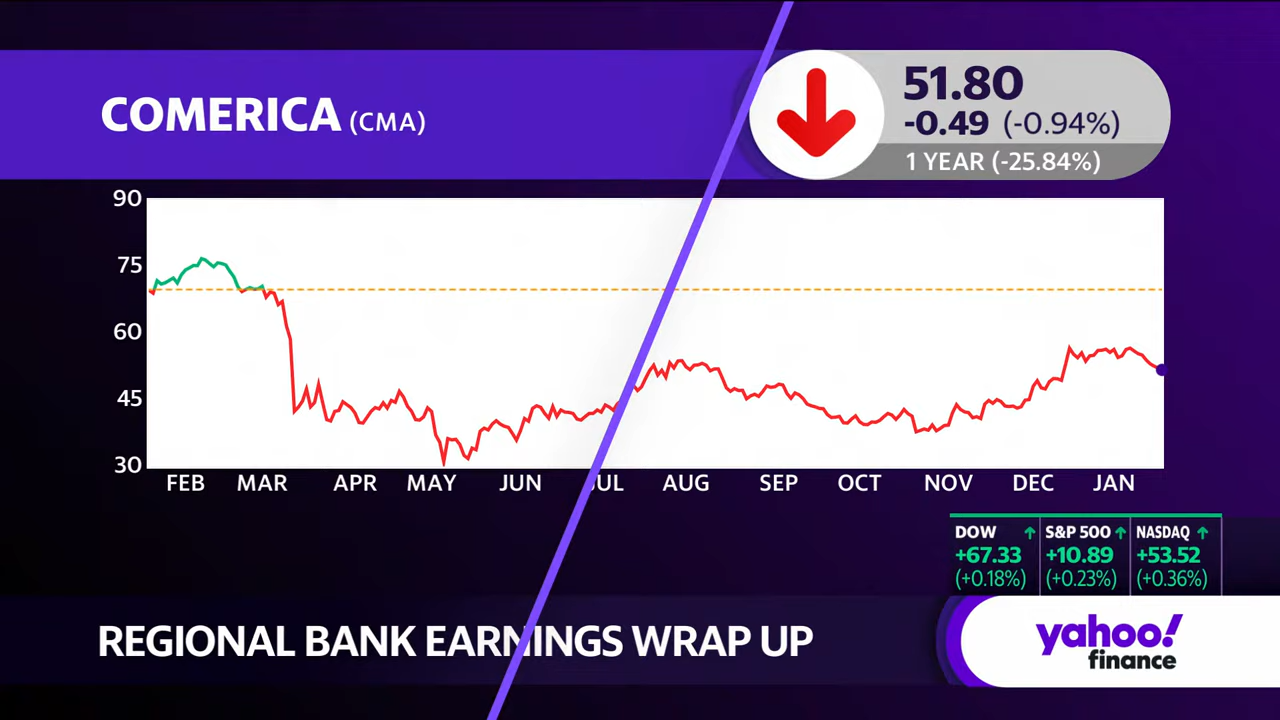 COMERICA (CMA)
51.80
-0.49 (-0.94%)
1 YEAR (-25.84%)
90
75
60
45
30
FEB MAR APR MAY JUN JUL AUG SEP OCT NOV DEC JAN
DOW S&P 500 NASDAQ
+67.33 +10.89 +53.52
(+0.18%) (+0.23%) (+0.36%)
REGIONAL BANK EARNINGS WRAP UP
yahoo!
finance